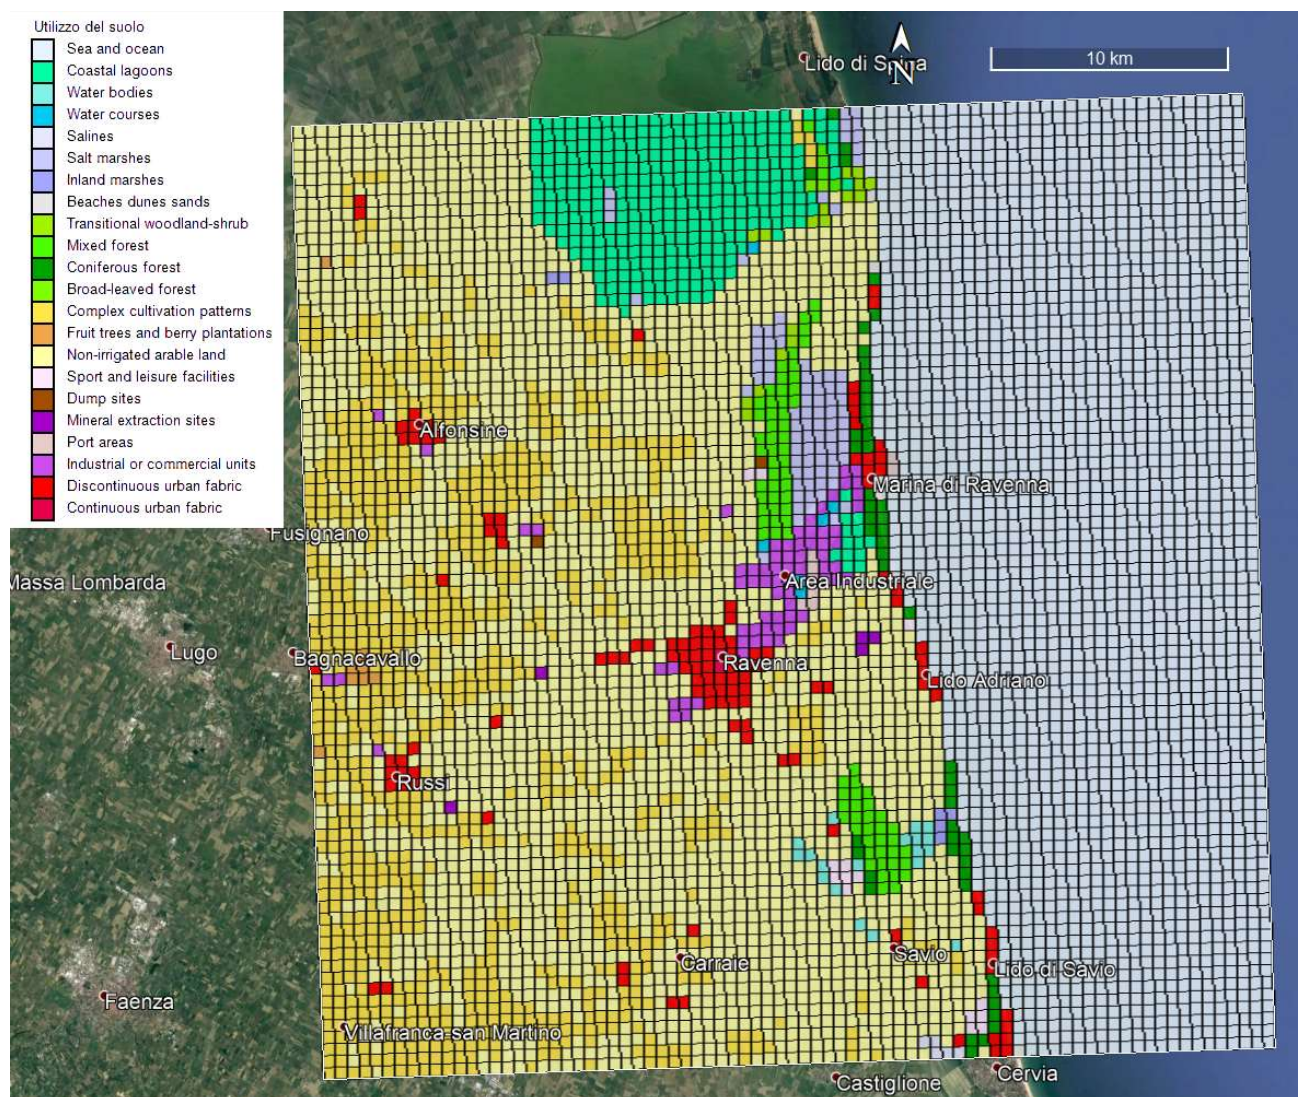 Utilizzo del suolo
Sea and ocean
Coastal lagoons
Water bodies
Water courses
Salines
Salt marshes
Inland marshes
Beaches dunes sands
Transitional woodland-shrub
Mixed forest
Coniferous forest
Broad-leaved forest
Complex cultivation patterns
Fruit trees and berry plantations
Non-irrigated arable land
Sport and leisure facilities
Dump sites
Mineral extraction sites
Port areas
Industrial or commercial units
Discontinuous urban fabric
Continuous urban fabric
Lido di Spina
N
10 km
Alfonsine
Marina di Ravenna
Fusignano
Massa Lombarda
Area Industriale
Lugo
Bagnacavallo
Ravenna
Lido Adriano
Russi
Savio
Carraie
Lido di Savio
Faenza
Villafranca-san Martino
Castiglione
Cervia